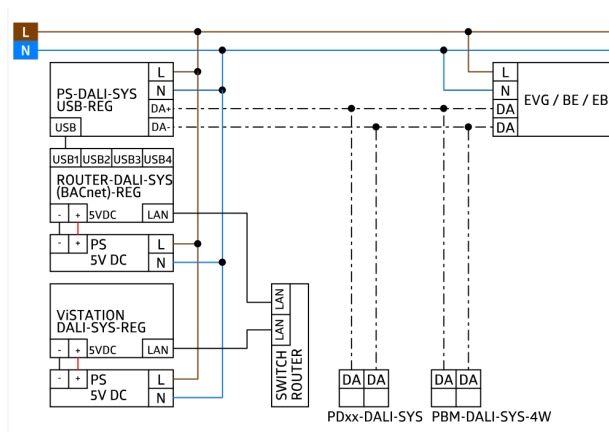 L
N
PS-DALI-SYS
USB-REG
L
N
DA+
DA-
USB
L
N
DA
DA
EVG / BE / EB
USB1 USB2 USB3 USB4
ROUTER-DALI-SYS
(BACnet)-REG
- + 5VDC LAN
- + PS
5V DC
L
N
ViSTATION
DALI-SYS-REG
- + 5VDC LAN
- + PS
5V DC
L
N
LAN
LAN
SWITCH
ROUTER
DA DA
PDxx-DALI-SYS
DA DA
PBM-DALI-SYS-4W